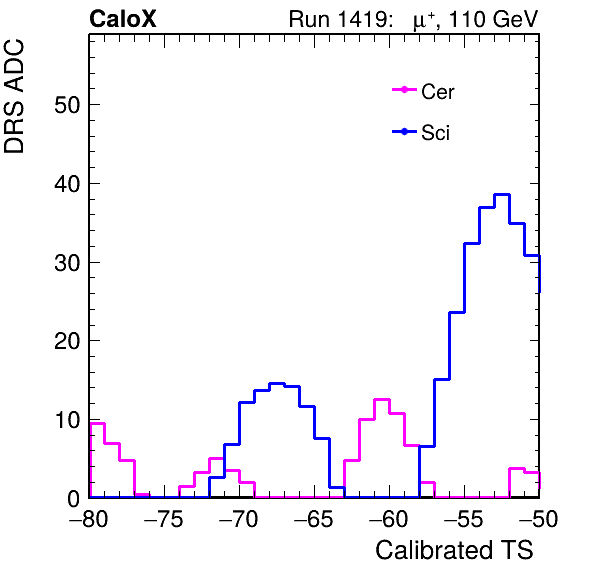 CaloX Run 1419: μ⁺, 110 GeV
DRS ADC
Cer
Sci
50
40
30
20
10
0
−80 −75 −70 −65 −60 −55 −50
Calibrated TS